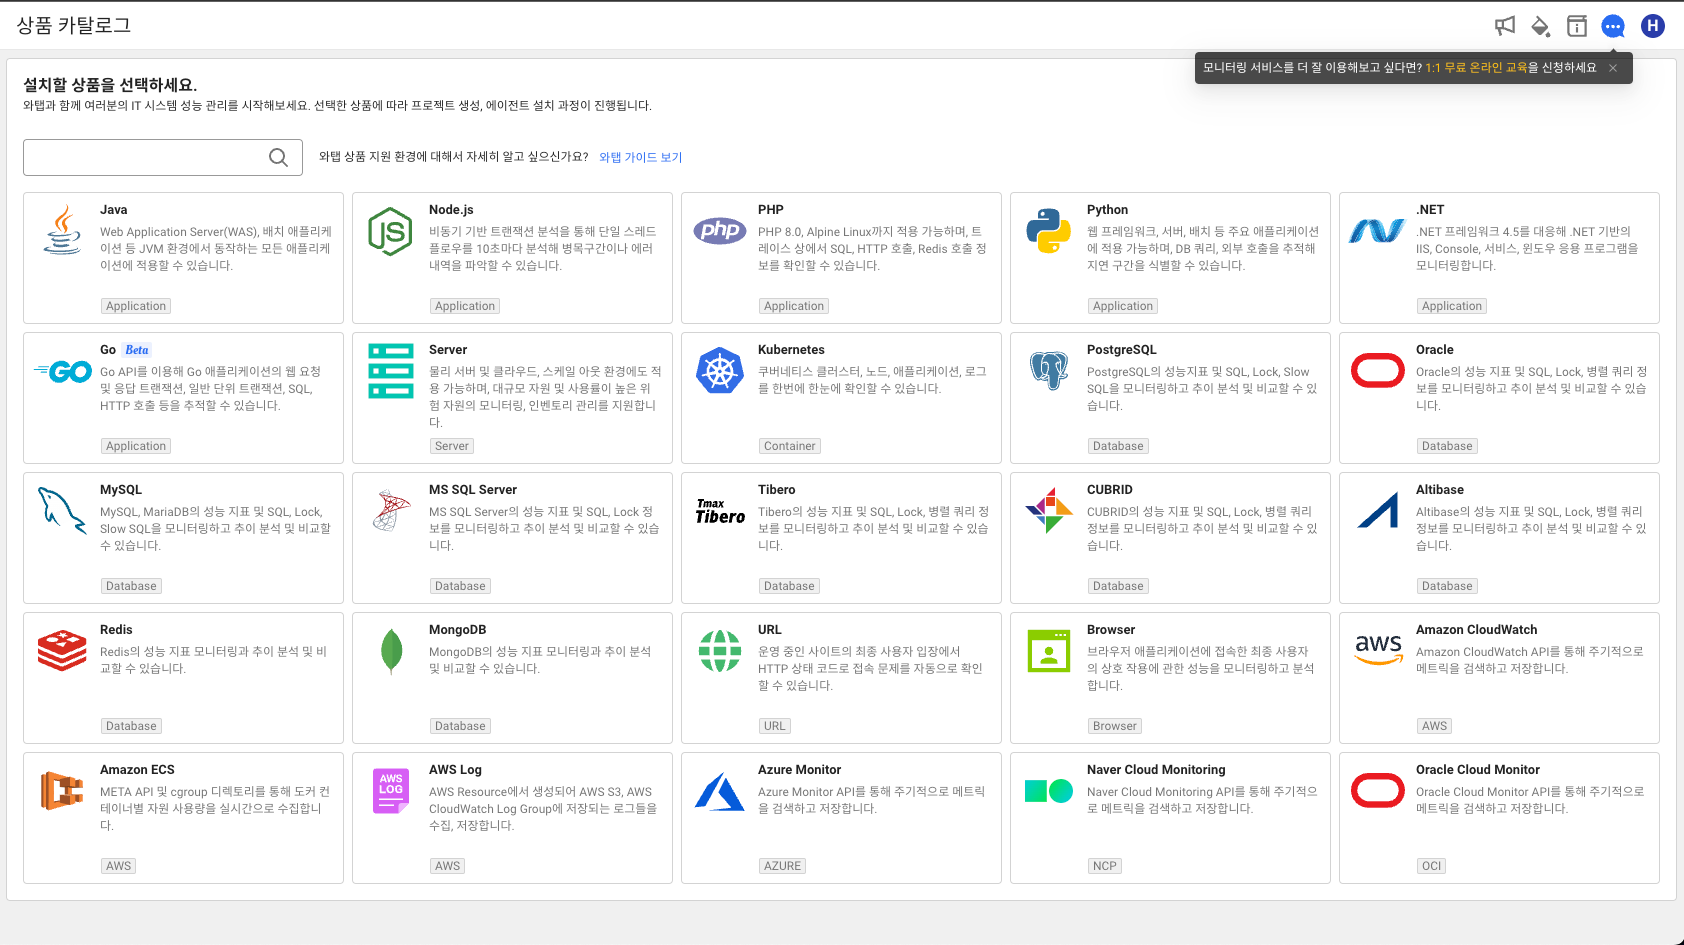 상품 카탈로그
H
모니터링 서비스를 더 잘 이용해보고 싶다면? 1:1 무료 온라인 교육을 신청하세요
설치할 상품을 선택하세요.
와탭과 함께 여러분의 IT 시스템 성능 관리를 시작해보세요. 선택한 상품에 따라 프로젝트 생성, 에이전트 설치 과정이 진행됩니다.
와탭 상품 지원 환경에 대해서 자세히 알고 싶으신가요? 와탭 가이드 보기
Java
Web Application Server(WAS), 배치 애플리케
이션 등 JVM 환경에서 동작하는 모든 애플리케
이션에 적용할 수 있습니다.
Application
JS
Node.js
비동기 기반 트랜잭션 분석을 통해 단일 스레드
플로우를 10초마다 분석해 병목구간이나 에러
내역을 파악할 수 있습니다.
Application
php
PHP
PHP 8.0, Alpine Linux까지 적용 가능하며, 트
레이스 상에서 SQL, HTTP 호출, Redis 호출 정
보를 확인할 수 있습니다.
Application
Python
웹 프레임워크, 서버, 배치 등 주요 애플리케이션
에 적용 가능하며, DB 쿼리, 외부 호출을 추적해
지연 구간을 식별할 수 있습니다.
Application
.NET
.NET 프레임워크 4.5를 대응해 .NET 기반의
IIS, Console, 서비스, 윈도우 응용 프로그램을
모니터링합니다.
Application
GO
Go Beta
Go API를 이용해 Go 애플리케이션의 웹 요청
및 응답 트랜잭션, 일반 단위 트랜잭션, SQL,
HTTP 호출 등을 추적할 수 있습니다.
Application
Server
물리 서버 및 클라우드, 스케일 아웃 환경에도 적
용 가능하며, 대규모 자원 및 사용률이 높은 위
험 자원의 모니터링, 인벤토리 관리를 지원합니
다.
Server
Kubernetes
쿠버네티스 클러스터, 노드, 애플리케이션, 로그
를 한번에 한눈에 확인할 수 있습니다.
Container
PostgreSQL
PostgreSQL의 성능지표 및 SQL, Lock, Slow
SQL을 모니터링하고 추이 분석 및 비교할 수 있
습니다.
Database
Oracle
Oracle의 성능 지표 및 SQL, Lock, 병렬 쿼리 정
보를 모니터링하고 추이 분석 및 비교할 수 있습
니다.
Database
MySQL
MySQL, MariaDB의 성능 지표 및 SQL, Lock,
Slow SQL을 모니터링하고 추이 분석 및 비교할
수 있습니다.
Database
MS SQL Server
MS SQL Server의 성능 지표 및 SQL, Lock 정
보를 모니터링하고 추이 분석 및 비교할 수 있습
니다.
Database
Tmax
Tibero
Tibero
Tibero의 성능 지표 및 SQL, Lock, 병렬 쿼리 정
보를 모니터링하고 추이 분석 및 비교할 수 있습
니다.
Database
CUBRID
CUBRID의 성능 지표 및 SQL, Lock, 병렬 쿼리
정보를 모니터링하고 추이 분석 및 비교할 수 있
습니다.
Database
Altibase
Altibase의 성능 지표 및 SQL, Lock, 병렬 쿼리
정보를 모니터링하고 추이 분석 및 비교할 수 있
습니다.
Database
Redis
Redis의 성능 지표 모니터링과 추이 분석 및 비
교할 수 있습니다.
Database
MongoDB
MongoDB의 성능 지표 모니터링과 추이 분석
및 비교할 수 있습니다.
Database
URL
운영 중인 사이트의 최종 사용자 입장에서
HTTP 상태 코드로 접속 문제를 자동으로 확인
할 수 있습니다.
URL
Browser
브라우저 애플리케이션에 접속한 최종 사용자
의 상호 작용에 관한 성능을 모니터링하고 분석
합니다.
Browser
aws
Amazon CloudWatch
Amazon CloudWatch API를 통해 주기적으로
메트릭을 검색하고 저장합니다.
AWS
Amazon ECS
META API 및 cgroup 디렉토리를 통해 도커 컨
테이너별 자원 사용량을 실시간으로 수집합니
다.
AWS
AWS
LOG
AWS Log
AWS Resource에서 생성되어 AWS S3, AWS
CloudWatch Log Group에 저장되는 로그들을
수집, 저장합니다.
AWS
Azure Monitor
Azure Monitor API를 통해 주기적으로 메트릭
을 검색하고 저장합니다.
AZURE
Naver Cloud Monitoring
Naver Cloud Monitoring API를 통해 주기적으
로 메트릭을 검색하고 저장합니다.
NCP
Oracle Cloud Monitor
Oracle Cloud Monitor API를 통해 주기적으로
메트릭을 검색하고 저장합니다.
OCI